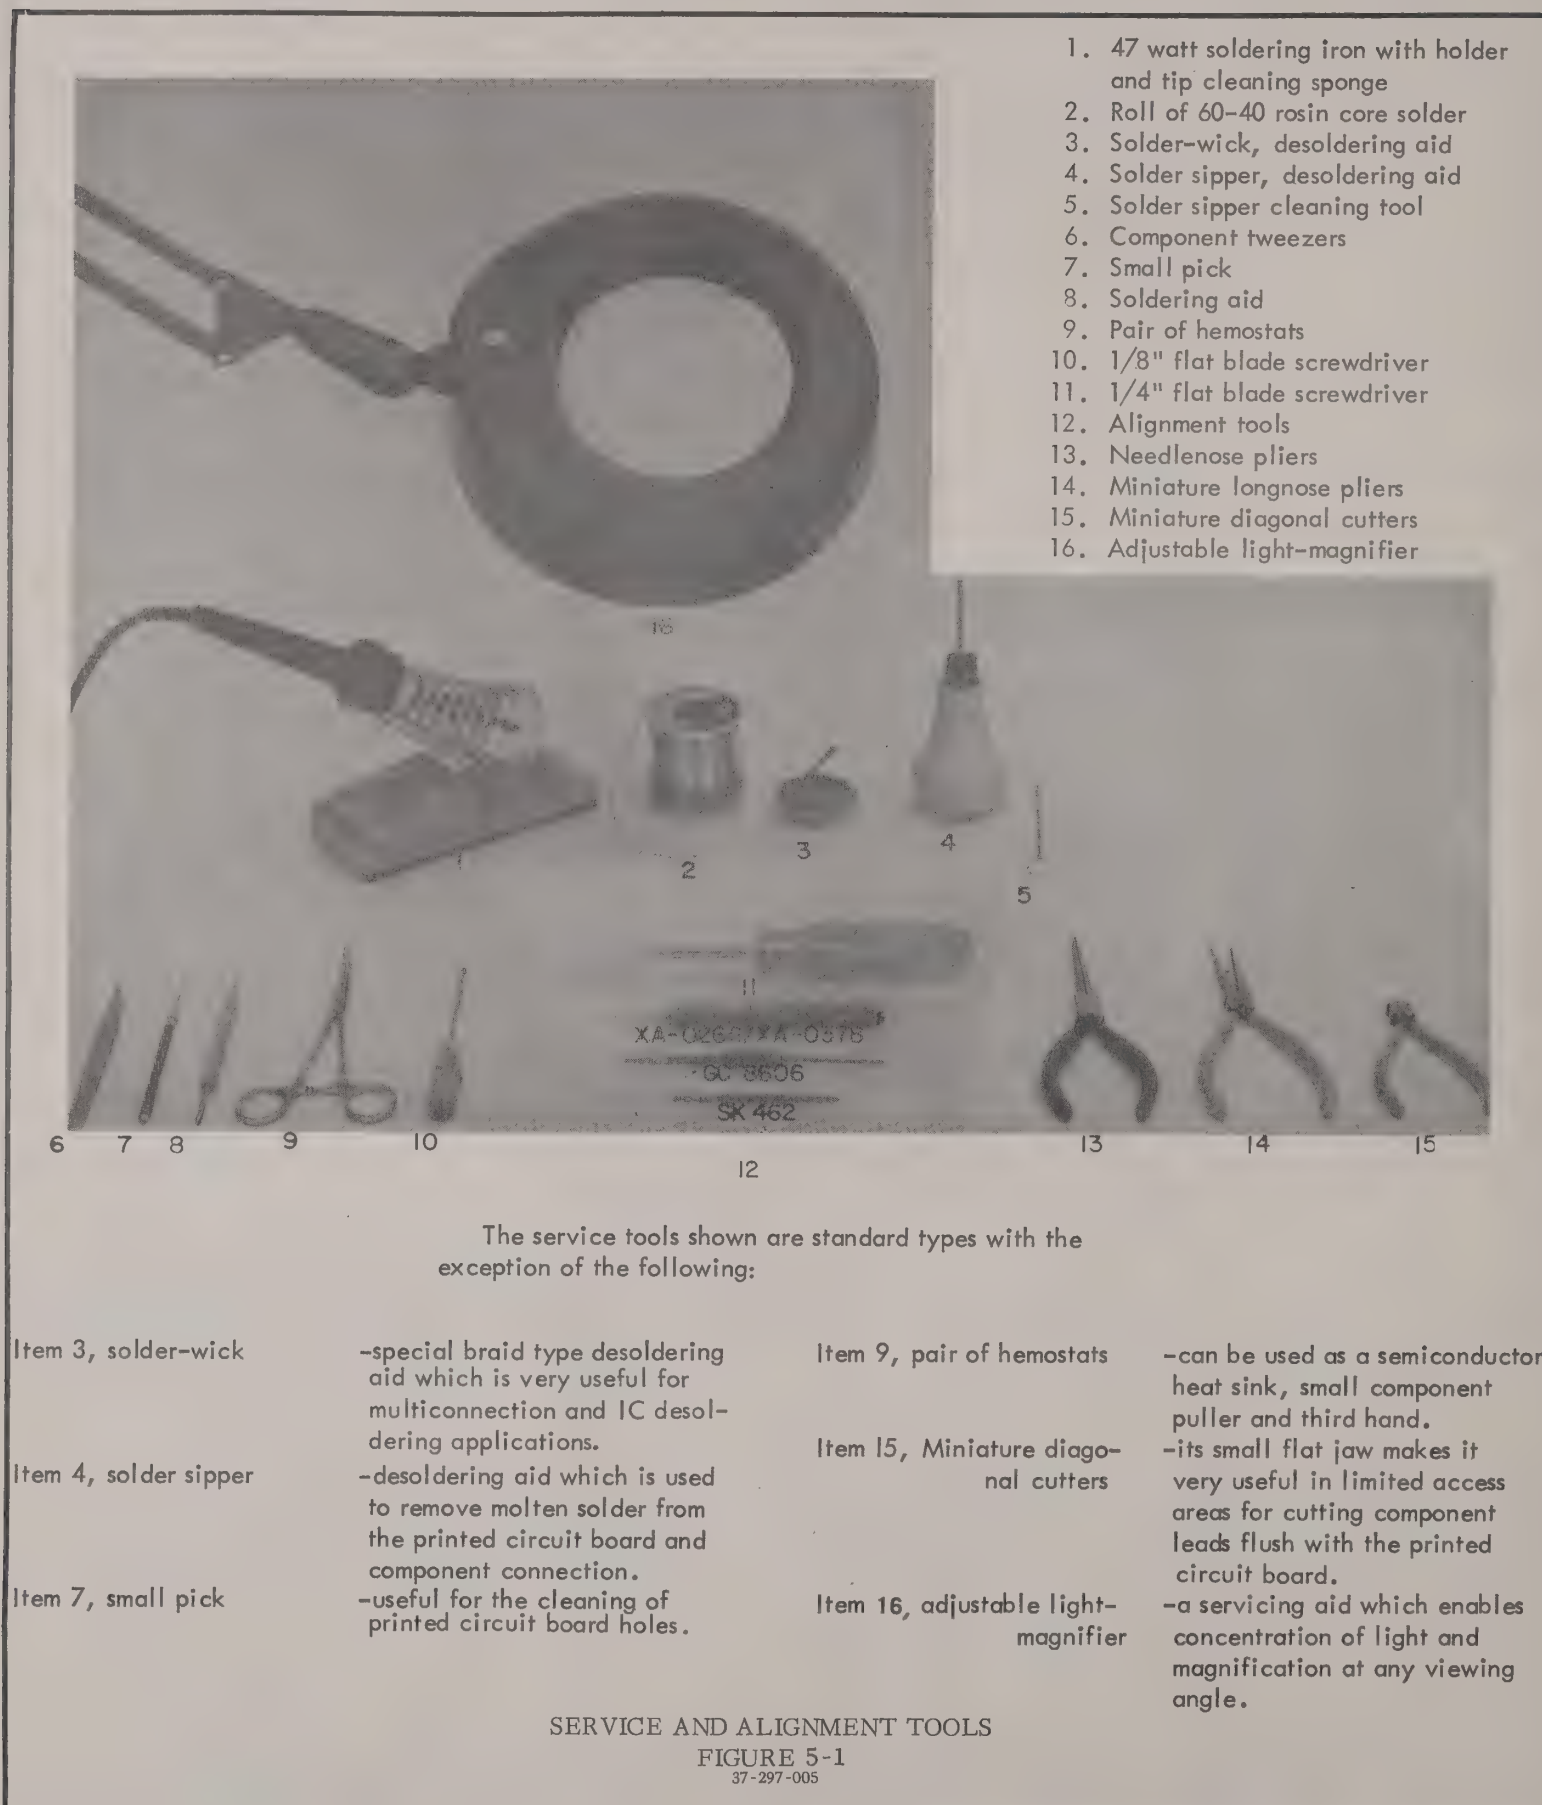 1. 47 watt soldering iron with holder
and tip cleaning sponge
2. Roll of 60-40 rosin core solder
3. Solder-wick, desoldering aid
4. Solder sipper, desoldering aid
5. Solder sipper cleaning tool
6. Component tweezers
7. Small pick
8. Soldering aid
9. Pair of hemostats
10. 1/8" flat blade screwdriver
11. 1/4" flat blade screwdriver
12. Alignment tools
13. Needlenose pliers
14. Miniature longnose pliers
15. Miniature diagonal cutters
16. Adjustable light-magnifier
16
1
2
3
4
5
11
GC 8606
SK 462
6 7 8 9 10
12
13 14 15
The service tools shown are standard types with the
exception of the following:
Item 3, solder-wick
-special braid type desoldering
aid which is very useful for
multiconnection and IC desol-
dering applications.
Item 4, solder sipper
-desoldering aid which is used
to remove molten solder from
the printed circuit board and
component connection.
Item 7, small pick
-useful for the cleaning of
printed circuit board holes.
Item 9, pair of hemostats
-can be used as a semiconductor
heat sink, small component
puller and third hand.
Item 15, Miniature diago-
nal cutters
-its small flat jaw makes it
very useful in limited access
areas for cutting component
leads flush with the printed
circuit board.
Item 16, adjustable light-
magnifier
-a servicing aid which enables
concentration of light and
magnification at any viewing
angle.
SERVICE AND ALIGNMENT TOOLS
FIGURE 5-1
37-297-005